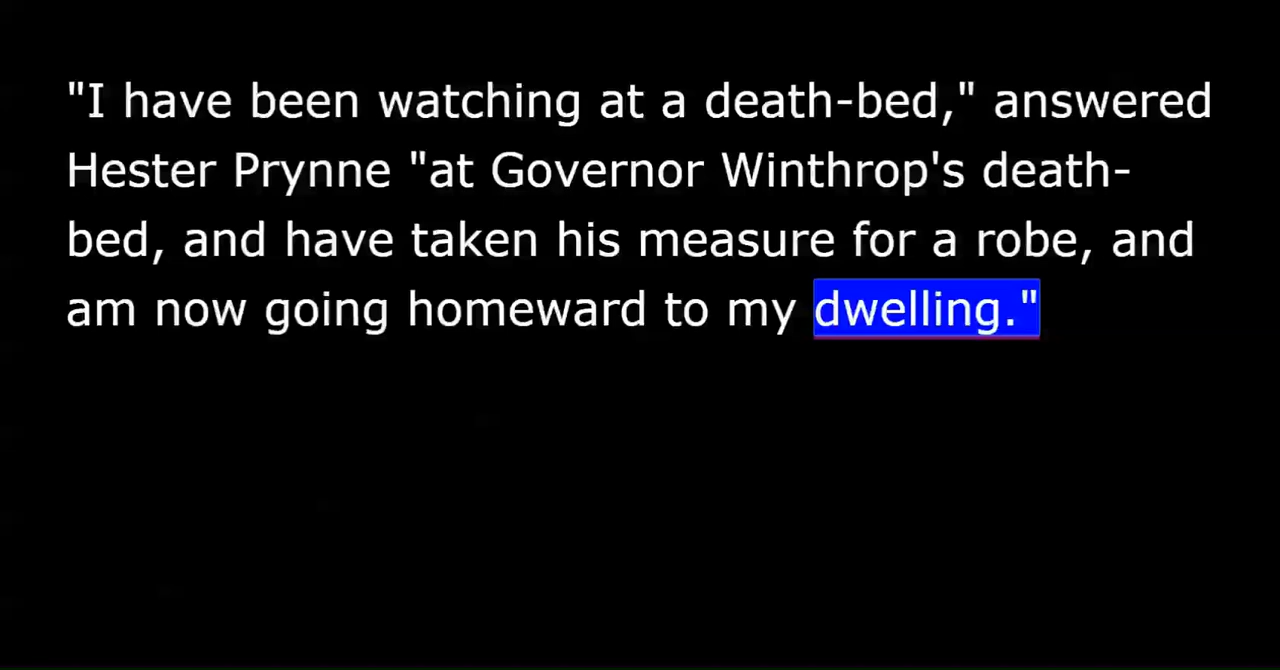 "I have been watching at a death-bed," answered
Hester Prynne "at Governor Winthrop's death-
bed, and have taken his measure for a robe, and
am now going homeward to my dwelling."